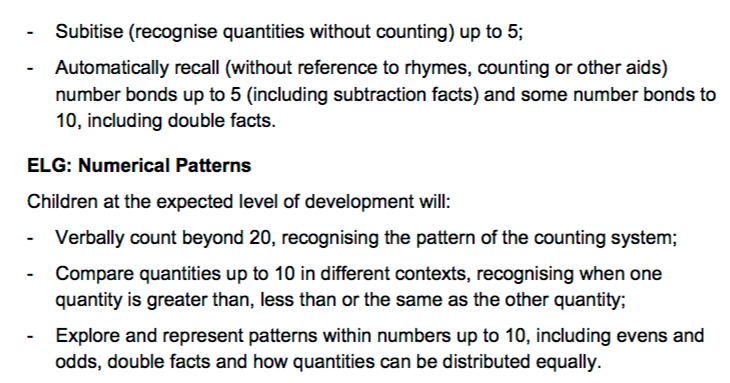 - Subitise (recognise quantities without counting) up to 5;
- Automatically recall (without reference to rhymes, counting or other aids)
number bonds up to 5 (including subtraction facts) and some number bonds to
10, including double facts.
ELG: Numerical Patterns
Children at the expected level of development will:
- Verbally count beyond 20, recognising the pattern of the counting system;
- Compare quantities up to 10 in different contexts, recognising when one
quantity is greater than, less than or the same as the other quantity;
- Explore and represent patterns within numbers up to 10, including evens and
odds, double facts and how quantities can be distributed equally.